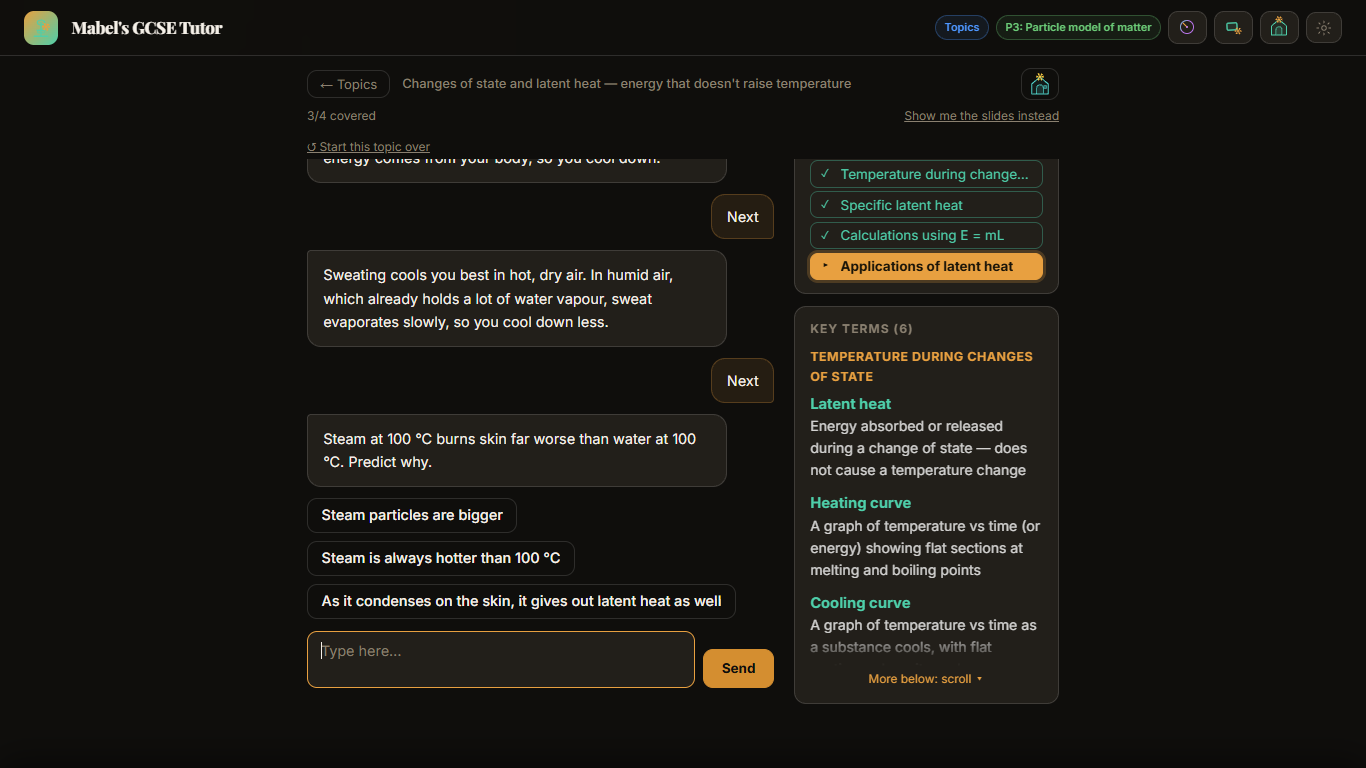 Mabel's GCSE Tutor
Topics
P3: Particle model of matter
← Topics
Changes of state and latent heat — energy that doesn't raise temperature
3/4 covered
Show me the slides instead
↺ Start this topic over
energy comes from your body, so you cool down.
Next
Sweating cools you best in hot, dry air. In humid air,
which already holds a lot of water vapour, sweat
evaporates slowly, so you cool down less.
Next
Steam at 100 °C burns skin far worse than water at 100
°C. Predict why.
Steam particles are bigger
Steam is always hotter than 100 °C
As it condenses on the skin, it gives out latent heat as well
Type here...
Send
✓ Temperature during change...
✓ Specific latent heat
✓ Calculations using E = mL
‣ Applications of latent heat
KEY TERMS (6)
TEMPERATURE DURING CHANGES
OF STATE
Latent heat
Energy absorbed or released
during a change of state — does
not cause a temperature change
Heating curve
A graph of temperature vs time (or
energy) showing flat sections at
melting and boiling points
Cooling curve
A graph of temperature vs time as
a substance cools, with flat
More below: scroll ▾